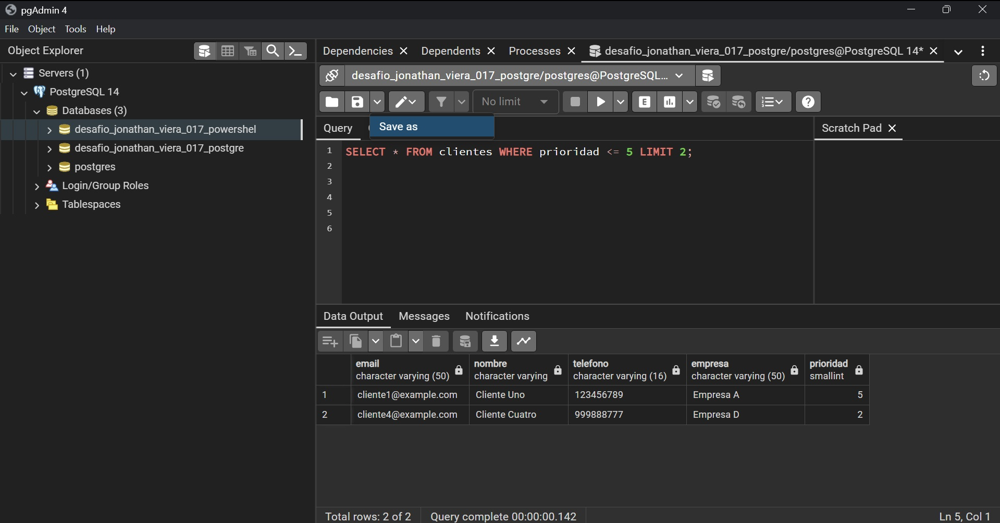 pgAdmin 4
File Object Tools Help
Object Explorer
Servers (1)
PostgreSQL 14
Databases (3)
desafio_jonathan_viera_017_powershel
desafio_jonathan_viera_017_postgre
postgres
Login/Group Roles
Tablespaces
Dependencies Dependents Processes desafio_jonathan_viera_017_postgre/postgres@PostgreSQL 14*
desafio_jonathan_viera_017_postgre/postgres@PostgreSQL...
No limit E
Save as
Query Scratch Pad
1 SELECT * FROM clientes WHERE prioridad <= 5 LIMIT 2;
2
3
4
5
6
Data Output Messages Notifications
email nombre telefono empresa prioridad
character varying (50) character varying character varying (16) character varying (50) smallint
1 cliente1@example.com Cliente Uno 123456789 Empresa A 5
2 cliente4@example.com Cliente Cuatro 999888777 Empresa D 2
Total rows: 2 of 2 Query complete 00:00:00.142 Ln 5, Col 1